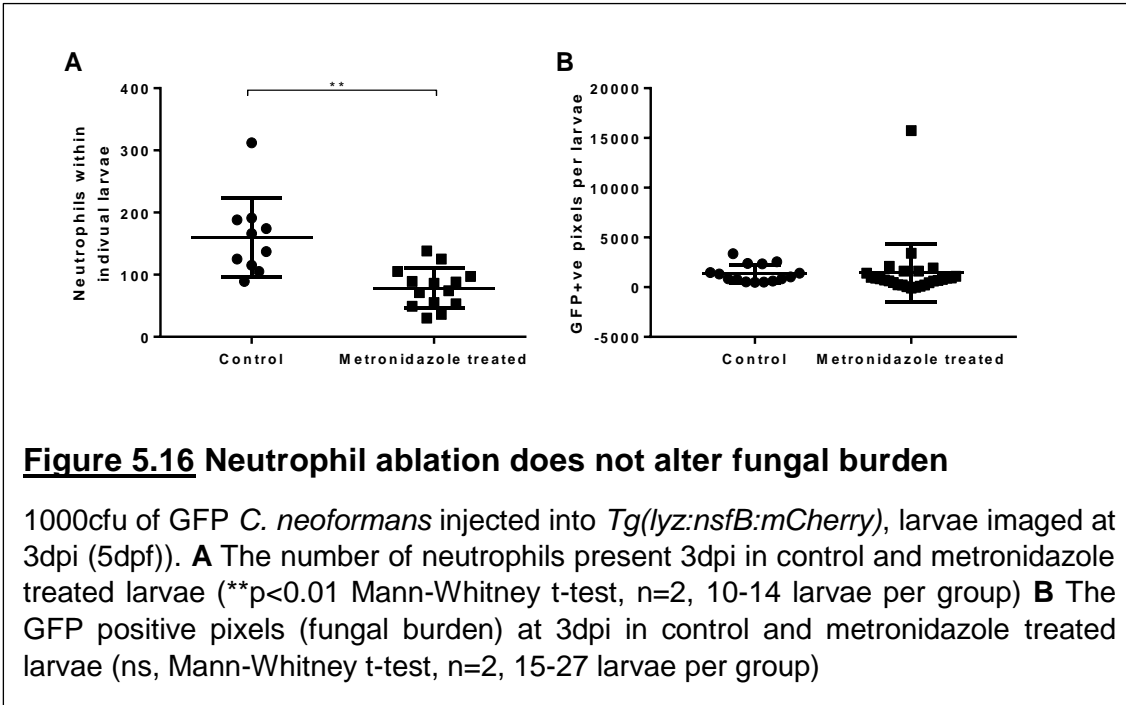 A
B
**
400
300
200
100
0
Neutrophils within
indivual larvae
Control
Metronidazole treated
20000
15000
10000
5000
0
-5000
GFP+ve pixels per larvae
Control
Metronidazole treated
Figure 5.16 Neutrophil ablation does not alter fungal burden
1000cfu of GFP C. neoformans injected into Tg(lyz:nsfB:mCherry), larvae imaged at
3dpi (5dpf)). A The number of neutrophils present 3dpi in control and metronidazole
treated larvae (**p<0.01 Mann-Whitney t-test, n=2, 10-14 larvae per group) B The
GFP positive pixels (fungal burden) at 3dpi in control and metronidazole treated
larvae (ns, Mann-Whitney t-test, n=2, 15-27 larvae per group)